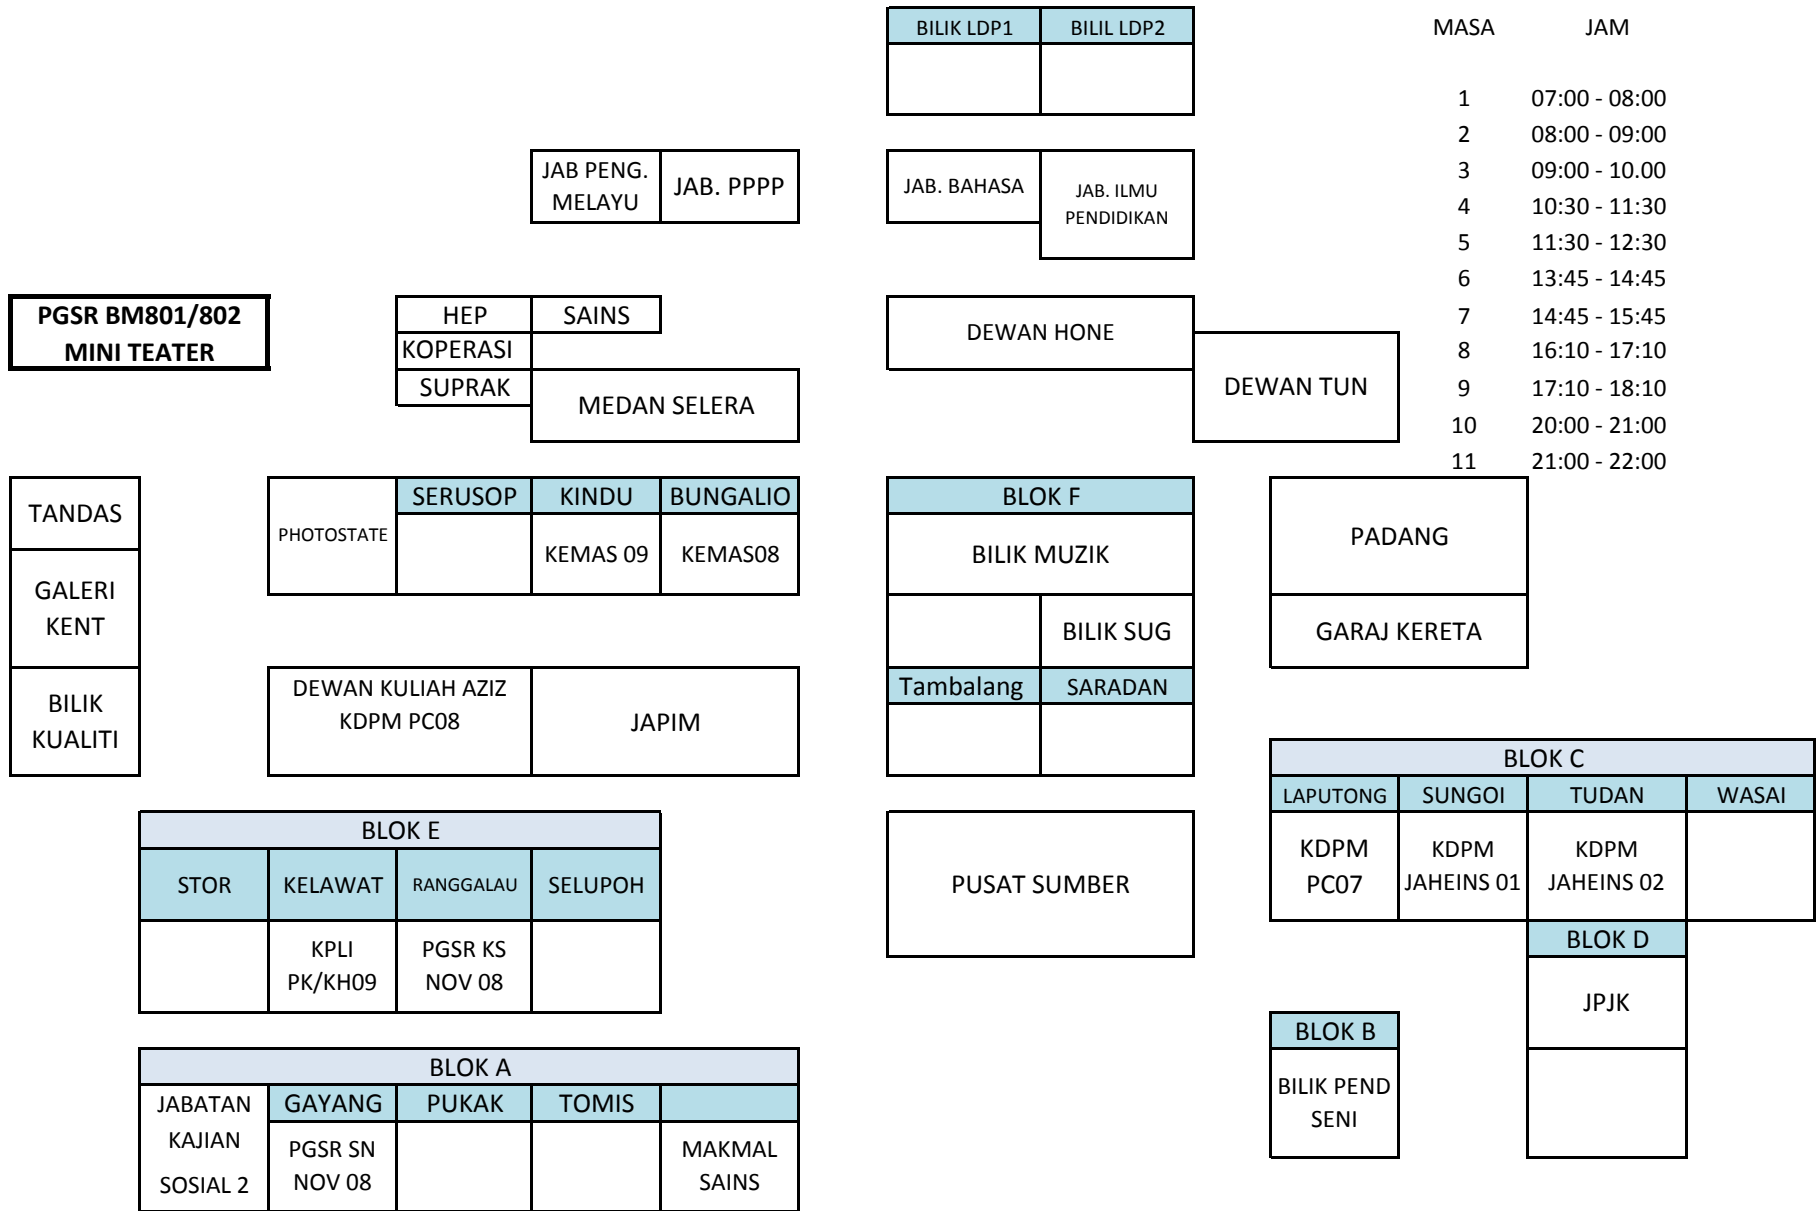 BILIK LDP1 BILIL LDP2 MASA JAM
1 07:00 - 08:00
2 08:00 - 09:00
JAB PENG. MELAYU
JAB. PPPP
JAB. BAHASA
JAB. ILMU
PENDIDIKAN
3 09:00 - 10.00
4 10:30 - 11:30
5 11:30 - 12:30
6 13:45 - 14:45
PGSR BM801/802
MINI TEATER
HEP SAINS
KOPERASI
SUPRAK
MEDAN SELERA
DEWAN HONE
DEWAN TUN
7 14:45 - 15:45
8 16:10 - 17:10
9 17:10 - 18:10
10 20:00 - 21:00
11 21:00 - 22:00
TANDAS
GALERI
KENT
BILIK
KUALITI
PHOTOSTATE
SERUSOP KINDU BUNGALIO
KEMAS 09 KEMAS08
BLOK F
BILIK MUZIK
BILIK SUG
Tambalang SARADAN
PADANG
GARAJ KERETA
DEWAN KULIAH AZIZ
KDPM PC08
JAPIM
BLOK C
LAPUTONG SUNGOI TUDAN WASAI
KDPM
PC07
KDPM
JAHEINS 01
KDPM
JAHEINS 02
BLOK E
STOR KELAWAT RANGGALAU SELUPOH
KPLI
PK/KH09
PGSR KS
NOV 08
PUSAT SUMBER
BLOK D
JPJK
BLOK B
BILIK PEND
SENI
BLOK A
JABATAN
KAJIAN
SOSIAL 2
GAYANG PUKAK TOMIS
PGSR SN
NOV 08
MAKMAL
SAINS